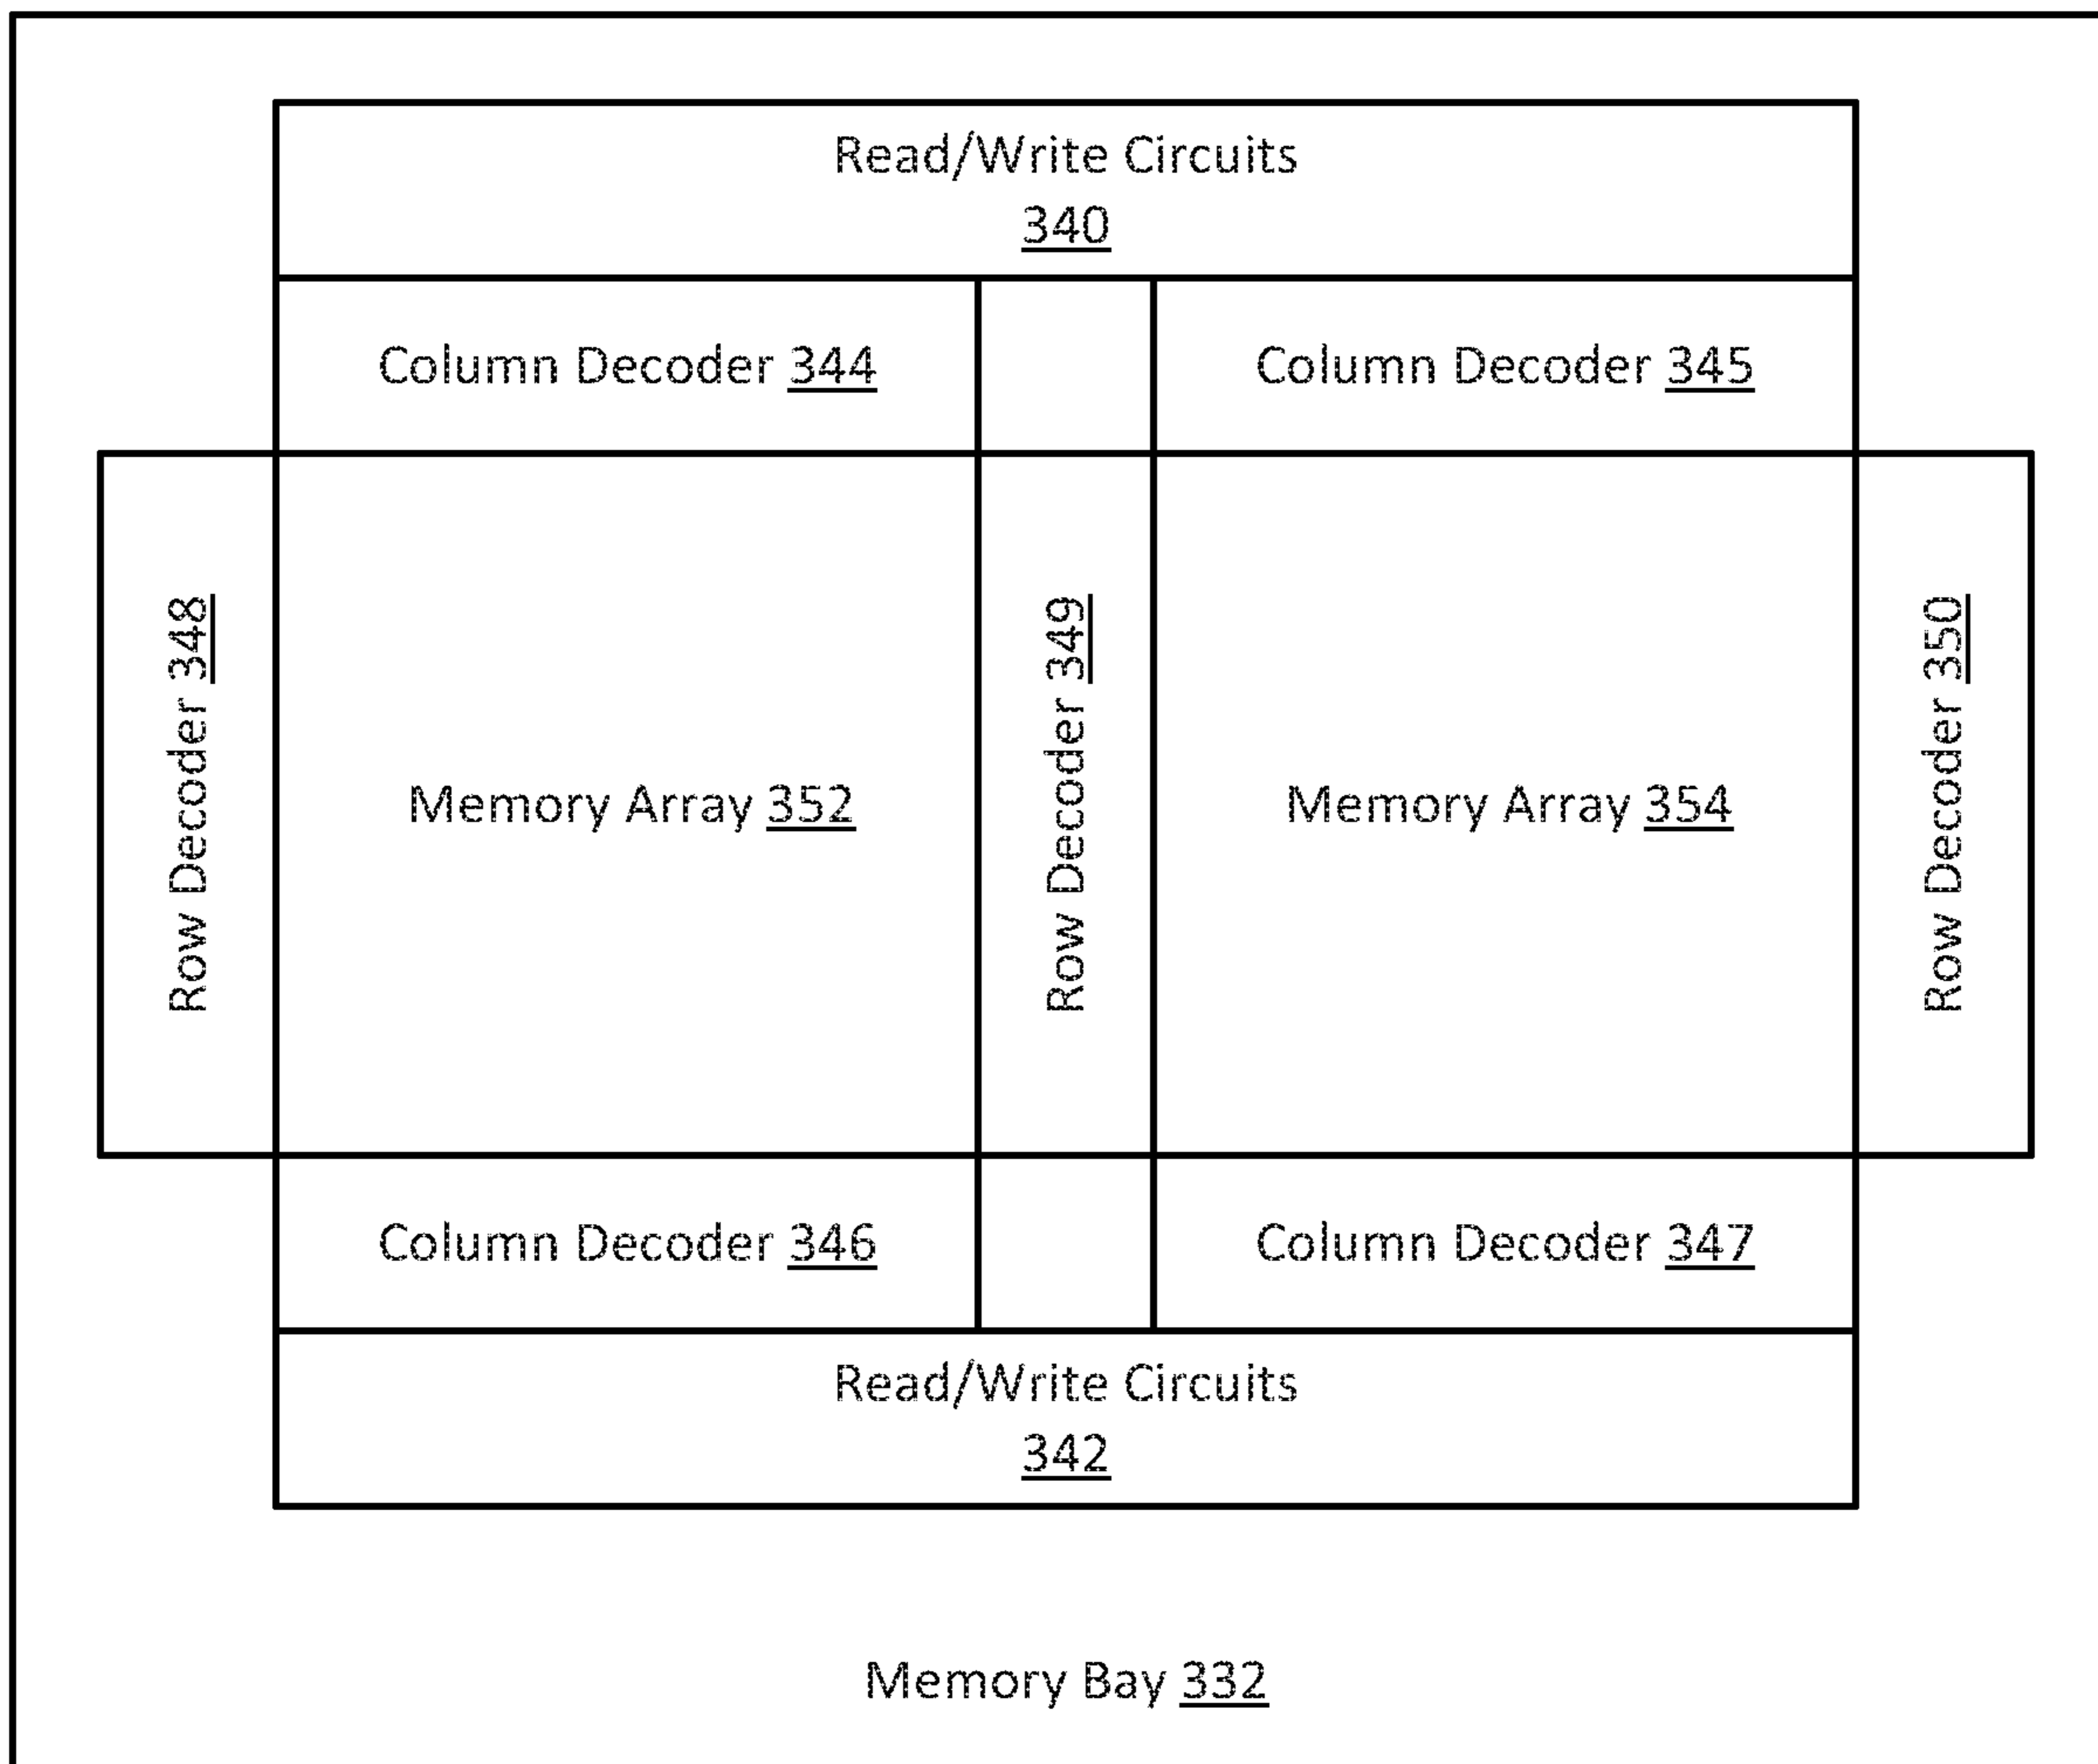 Read/Write Circuits
340
Column Decoder 344
Column Decoder 345
Row Decoder 348
Memory Array 352
Row Decoder 349
Memory Array 354
Row Decoder 350
Column Decoder 346
Column Decoder 347
Read/Write Circuits
342
Memory Bay 332